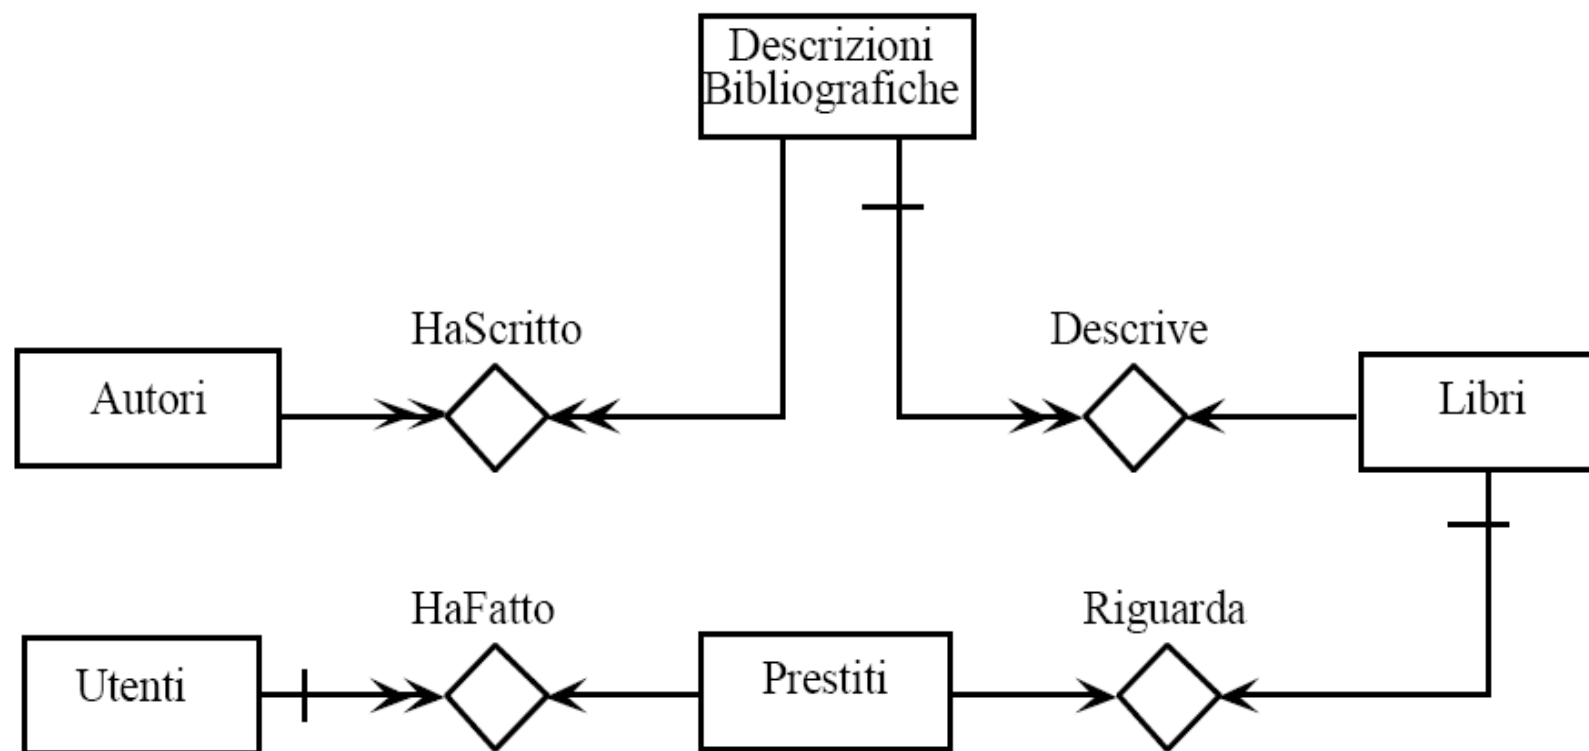 Descrizioni
Bibliografiche
HaScritto
Descrive
Autori
Libri
HaFatto
Riguarda
Utenti
Prestiti